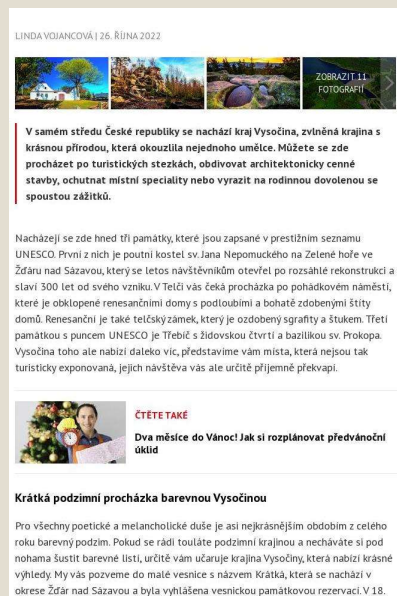 LINDA VOJANCOVÁ | 26. ŘÍJNA 2022
ZOBRAZIT 11
FOTOGRAFIÍ
V samém středu České republiky se nachází kraj Vysočina, zvlněná krajina s
krásnou přírodou, která okouzlila nejednoho umělce. Můžete se zde
procházet po turistických stezkách, obdivovat architektonicky cenné
stavby, ochutnat místní speciality nebo vyrazit na rodinnou dovolenou se
spoustou zážitků.
Nacházejí se zde hned tři památky, které jsou zapsané v prestižním seznamu
UNESCO. První z nich je poutní kostel sv. Jana Nepomuckého na Zelené hoře ve
Žďáru nad Sázavou, který se letos návštěvníkům otevřel po rozsáhlé rekonstrukci a
slaví 300 let od svého vzniku. V Telči vás čeká procházka po pohádkovém náměstí,
které je obklopené renesančními domy s podloubími a bohatě zdobenými štíty
domů. Renesanční je také telčský zámek, který je ozdobený sgrafity a štukem. Třetí
památkou s puncem UNESCO je Třebíč s židovskou čtvrtí a bazilikou sv. Prokopa.
Vysočina toho ale nabízí daleko víc, představíme vám místa, která nejsou tak
turisticky exponovaná, jejich návštěva vás ale určitě příjemně překvapí.
ČTĚTE TAKÉ
Dva měsíce do Vánoc! Jak si rozplánovat předvánoční
úklid
Krátká podzimní procházka barevnou Vysočinou
Pro všechny poetické a melancholické duše je asi nejkrásnějším obdobím z celého
roku barevný podzim. Pokud se rádi touláte podzimní krajinou a necháváte si pod
nohama šustit barevné listí, určitě vám učaruje krajina Vysočiny, která nabízí krásné
výhledy. My vás pozveme do malé vesnice s názvem Krátká, která se nachází v
okrese Žďár nad Sázavou a byla vyhlášena vesnickou památkovou rezervací. V 18.